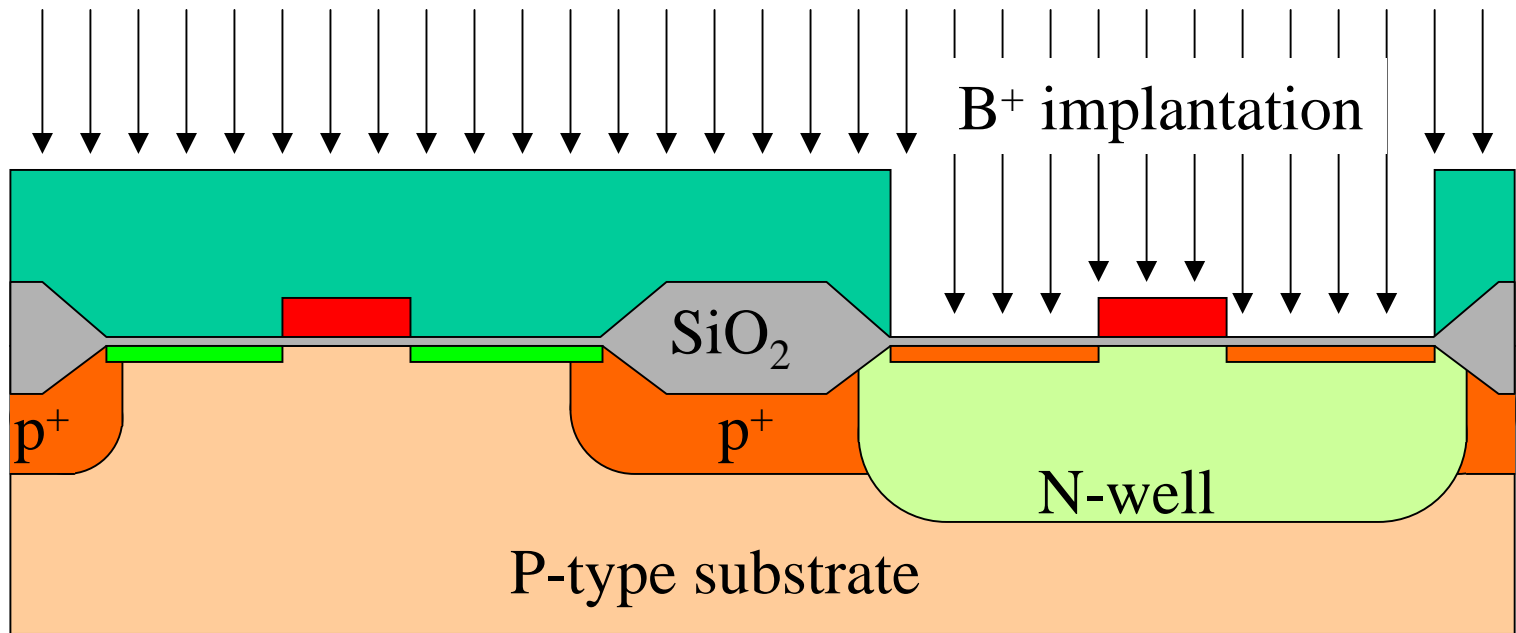 B⁺ implantation
SiO₂
p⁺
p⁺
N-well
P-type substrate